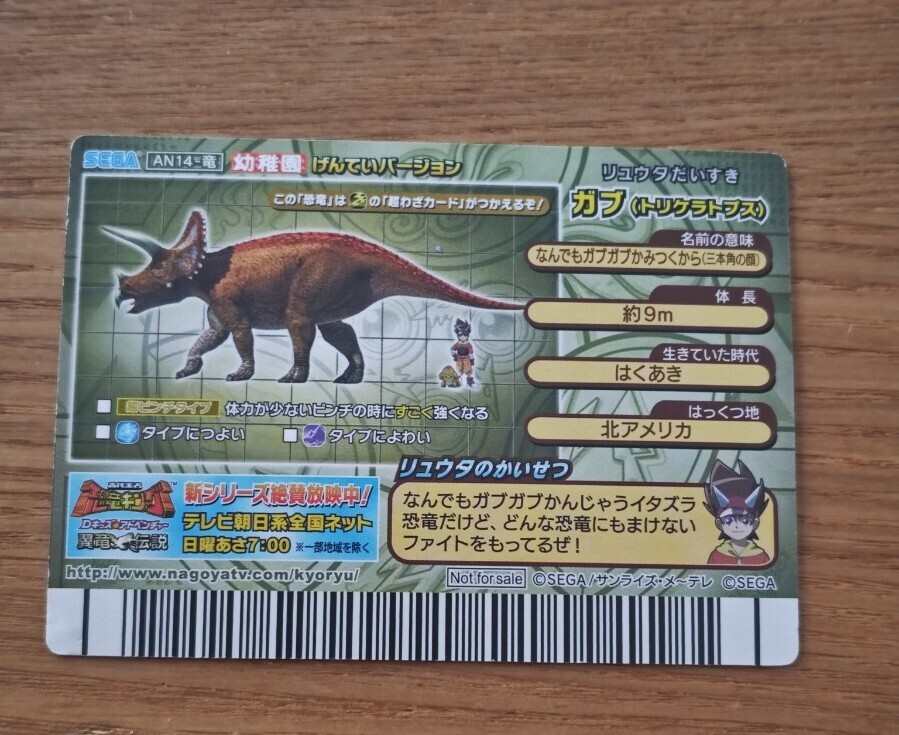 SEGA AN14-竜 幼稚園 げんていバージョン
この「恐竜」は の「超わざカード」がつかえるぞ!
リュウタだいすき
ガブ(トリケラトプス)
名前の意味
なんでもガブガブかみつくから(三本角の顔)
体 長
約9m
生きていた時代
はくあき
はっくつ地
北アメリカ
超ピンチタイプ 体力が少ないピンチの時にすごく強くなる
タイプにつよい タイプによわい
リュウタのかいせつ
なんでもガブガブかんじゃうイタズラ
恐竜だけど、どんな恐竜にもまけない
ファイトをもってるぜ!
古代王者
恐竜キング
Dキッズ・アドベンチャー
翼竜伝説
TM
新シリーズ絶賛放映中!
テレビ朝日系全国ネット
日曜あさ7:00 ※一部地域を除く
http://www.nagoyatv.com/kyoryu/
Not for sale ©SEGA/サンライズ・メ〜テレ ©SEGA